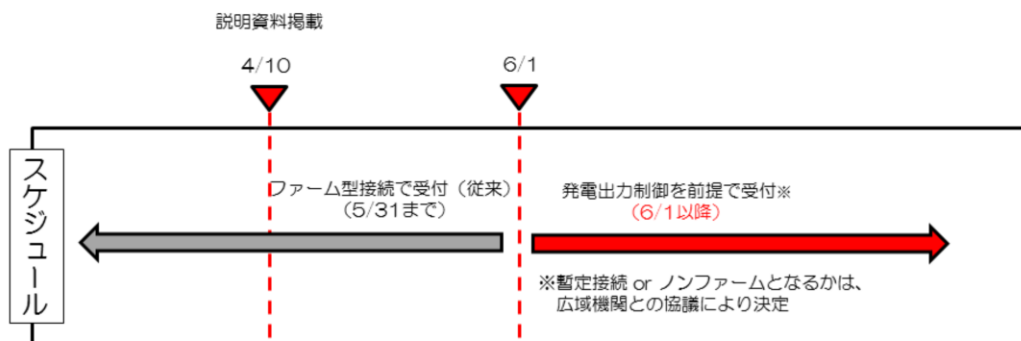 説明資料掲載
4/10
6/1
スケジュール
ファーム型接続で受付（従来）
（5/31まで）
発電出力制御を前提で受付※
（6/1以降）
※暫定接続 or ノンファームとなるかは、
広域機関との協議により決定